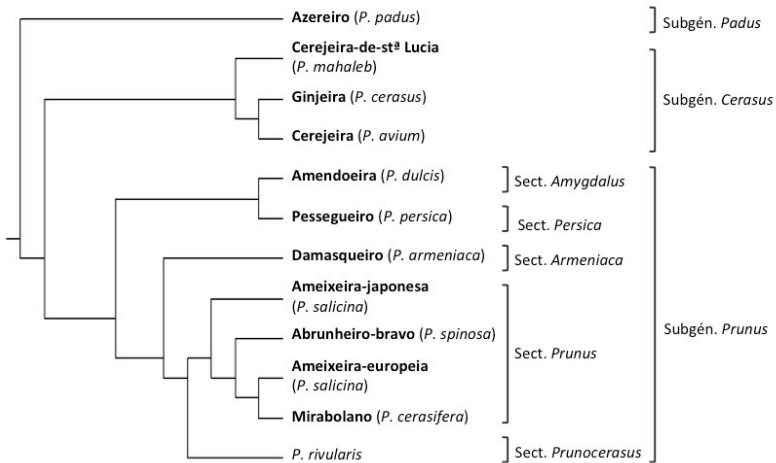 Azereiro (P. padus)
Subgén. Padus
Cerejeira-de-stª Lucia
(P. mahaleb)
Ginjeira (P. cerasus)
Subgén. Cerasus
Cerejeira (P. avium)
Amendoeira (P. dulcis)
Sect. Amygdalus
Pessegueiro (P. persica)
Sect. Persica
Damasqueiro (P. armeniaca)
Sect. Armeniaca
Ameixeira-japonesa
(P. salicina)
Abrunheiro-bravo (P. spinosa)
Sect. Prunus
Subgén. Prunus
Ameixeira-europeia
(P. salicina)
Mirabolano (P. cerasifera)
P. rivularis
Sect. Prunocerasus